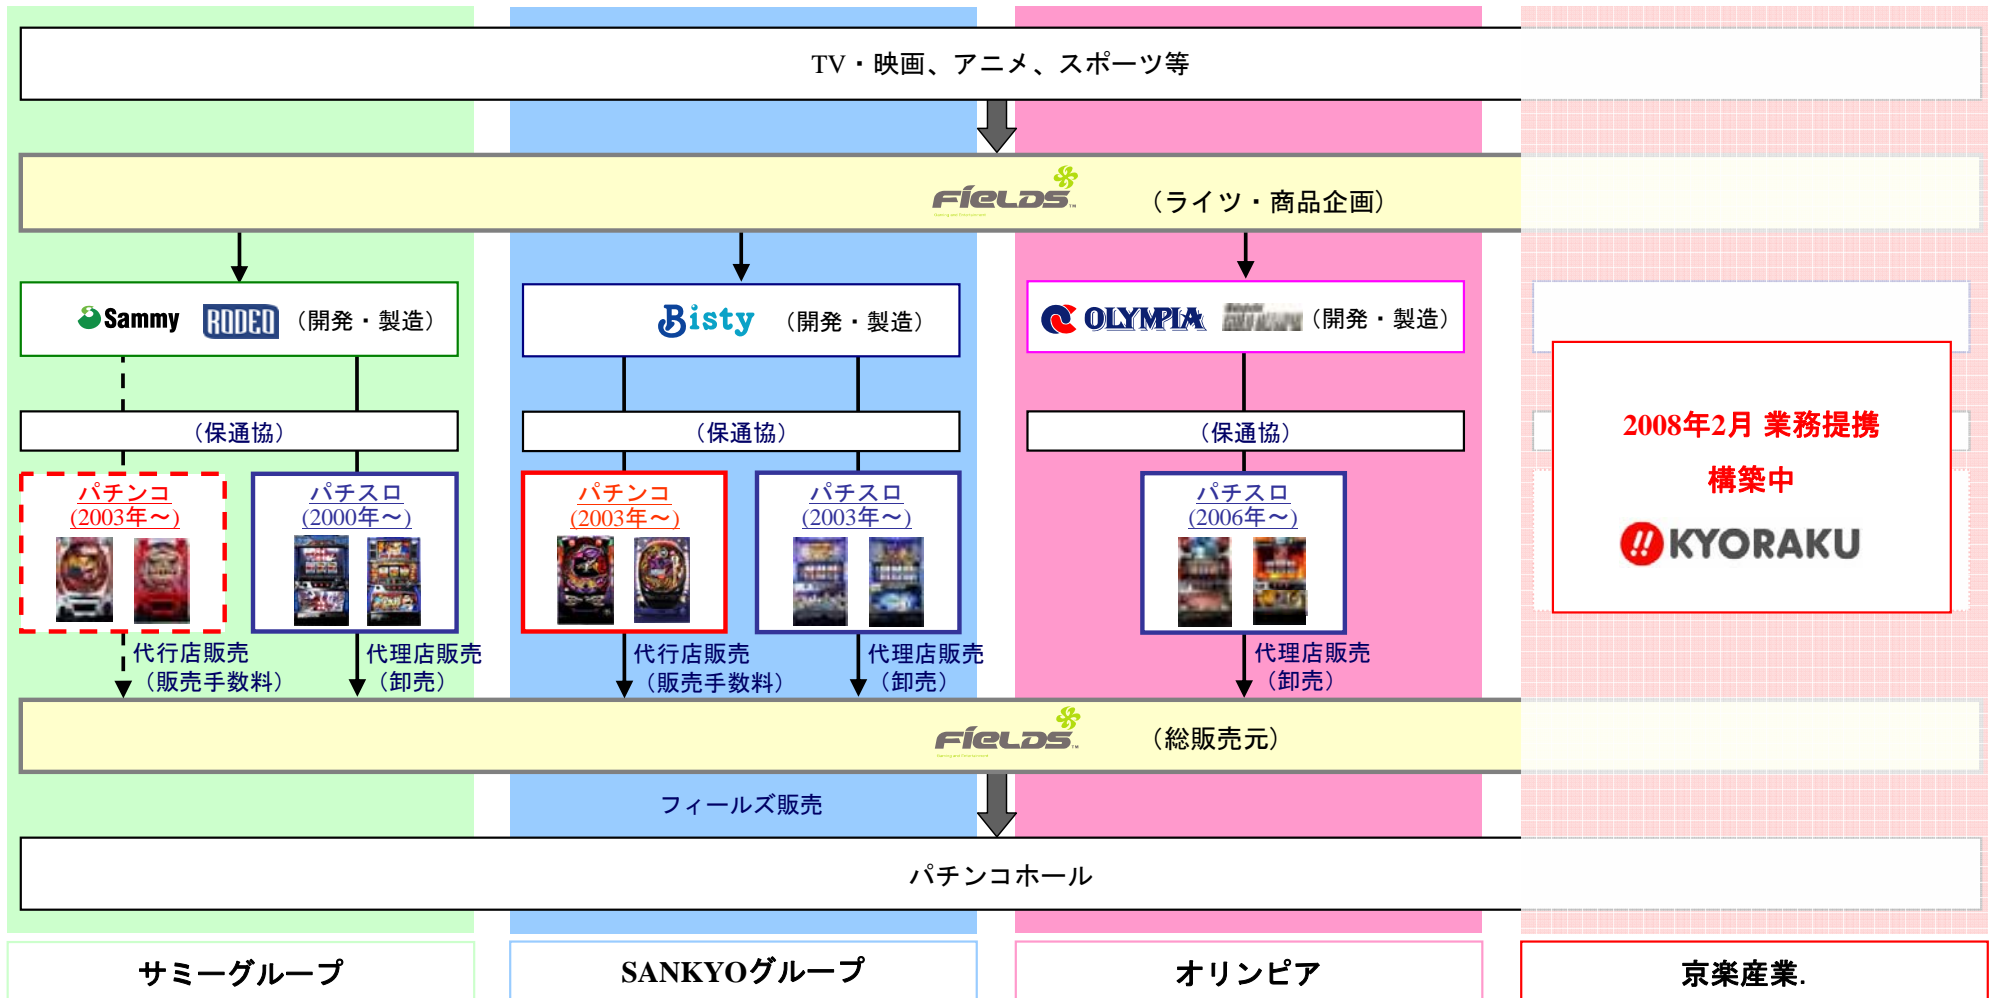 TV・映画、アニメ、スポーツ等
FIELDS （ライツ・商品企画）
Sammy RODEO （開発・製造）
Bisty （開発・製造）
OLYMPIA （開発・製造）
（保通協）
（保通協）
（保通協）
パチンコ
(2003年～)
パチスロ
(2000年～)
パチンコ
(2003年～)
パチスロ
(2003年～)
パチスロ
(2006年～)
2008年2月 業務提携
構築中
KYORAKU
代行店販売
（販売手数料）
代理店販売
（卸売）
代行店販売
（販売手数料）
代理店販売
（卸売）
代理店販売
（卸売）
FIELDS （総販売元）
フィールズ販売
パチンコホール
サミーグループ
SANKYOグループ
オリンピア
京楽産業.